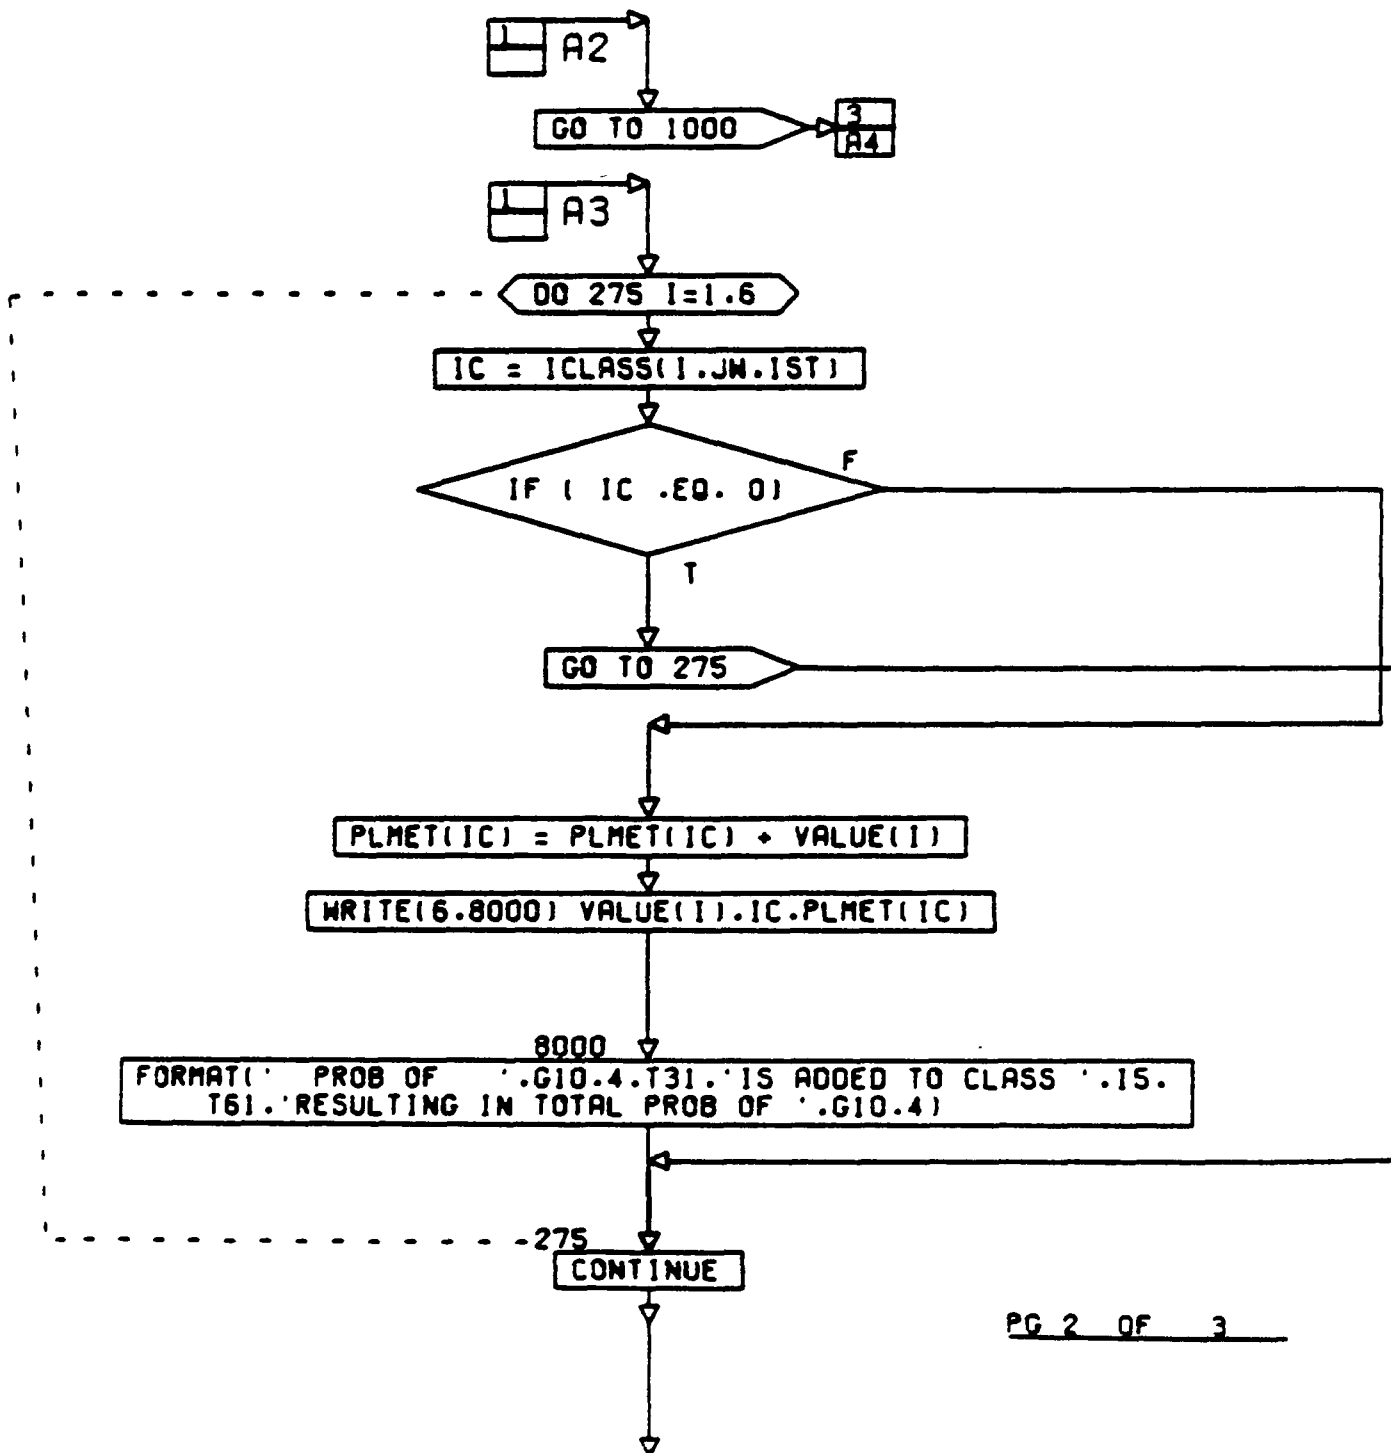 1
A2
GO TO 1000
3
A4
1
A3
DO 275 I=1.6
IC = ICLASS(I.JW.IST)
IF ( IC .EQ. 0)
F
T
GO TO 275
PLMET(IC) = PLMET(IC) + VALUE(I)
WRITE(6.8000) VALUE(I).IC.PLMET(IC)
8000
FORMAT('  PROB OF    '.G10.4.T31.'IS ADDED TO CLASS '.I5.
T61.'RESULTING IN TOTAL PROB OF '.G10.4)
275
CONTINUE
PG 2 OF 3